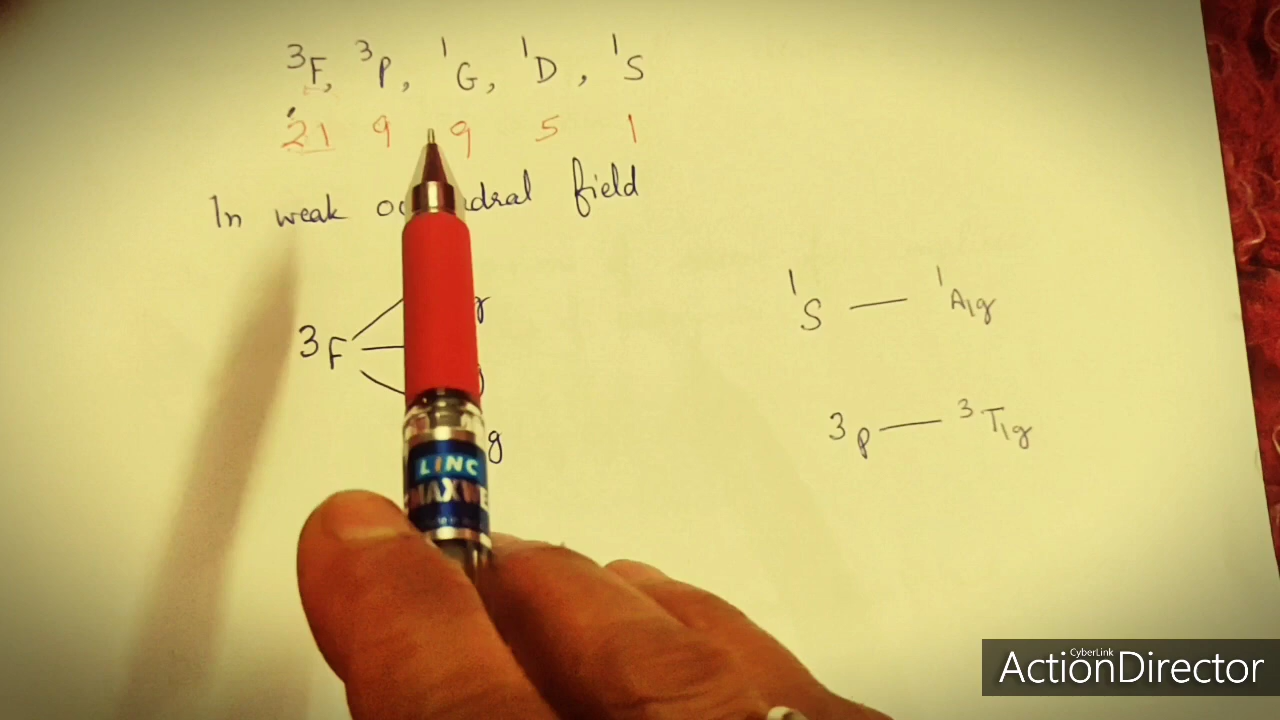 ³F, ³P, ¹G, ¹D, ¹S
21 9 9 5 1
In weak field
³F
g
¹S — ¹A₁g
³P — ³T₁g
LINC
CyberLink
ActionDirector